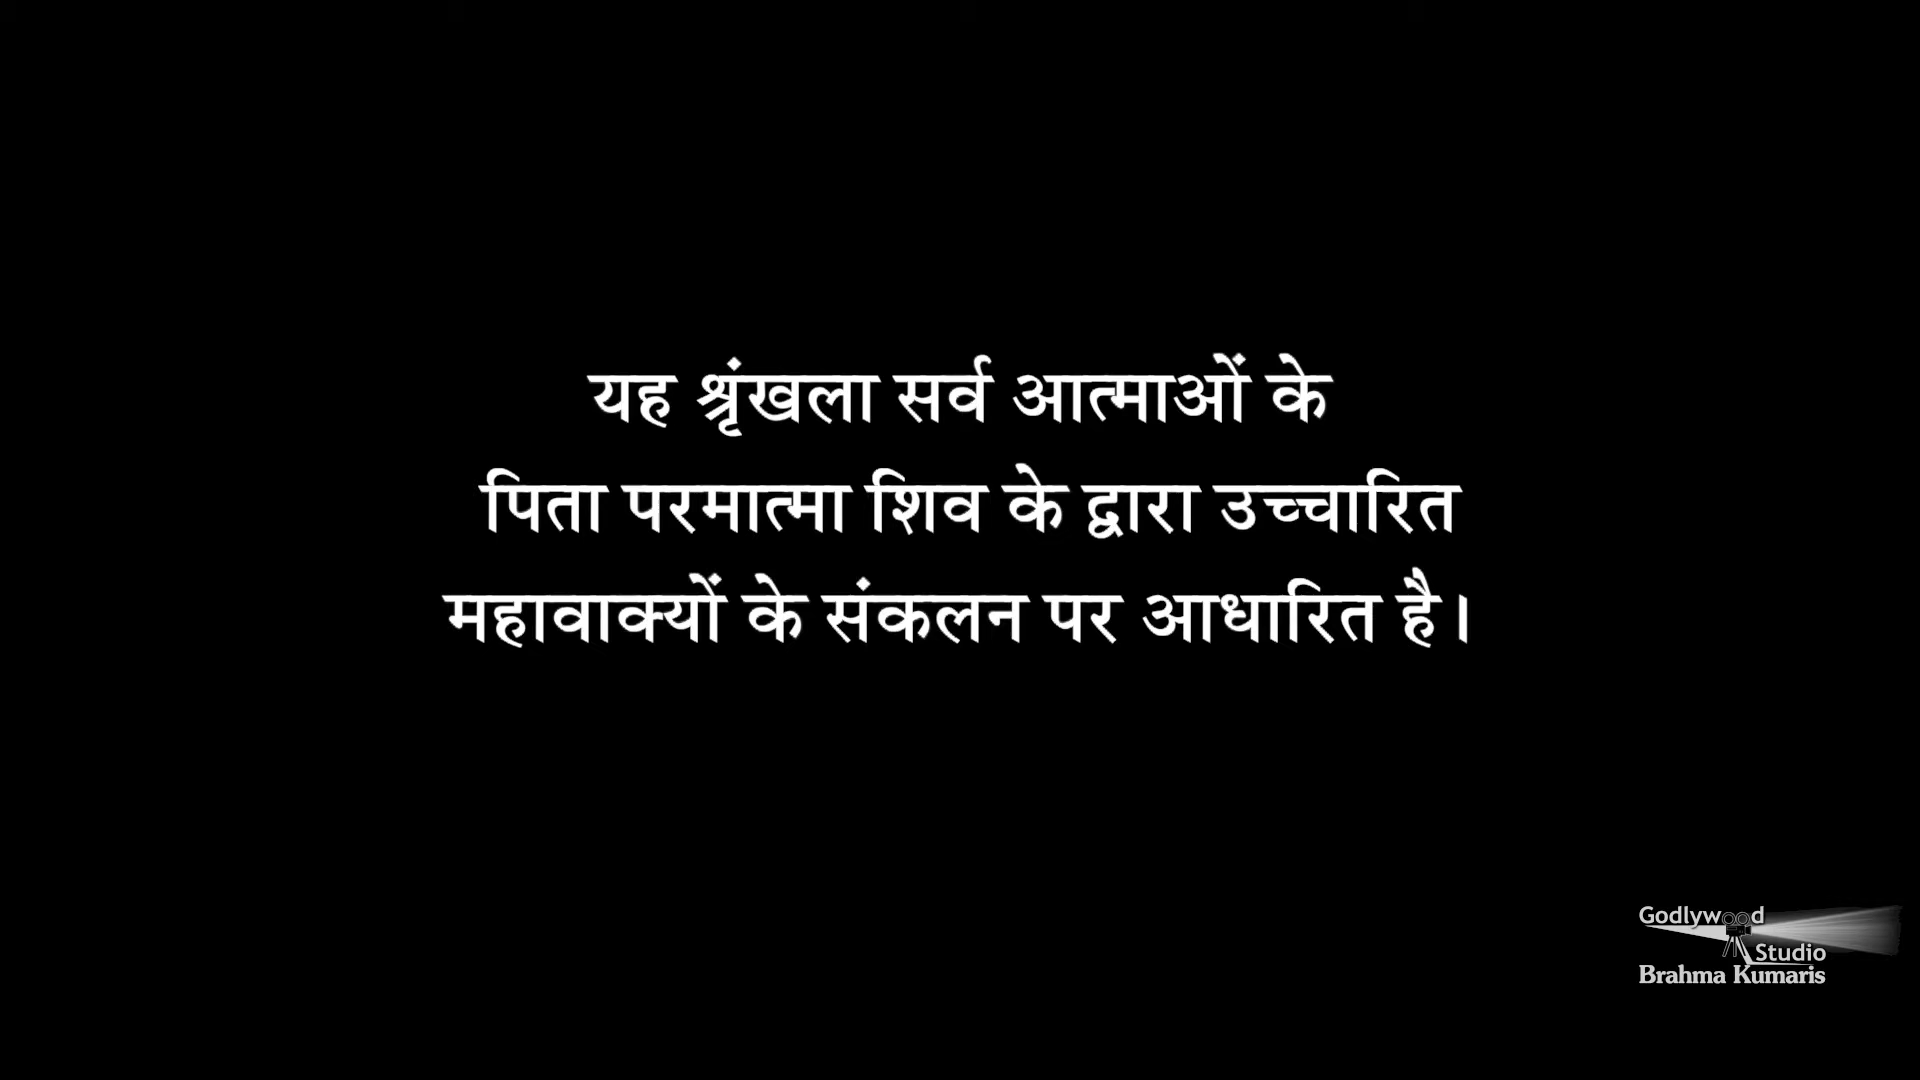 यह श्रृंखला सर्व आत्माओं के
पिता परमात्मा शिव के द्वारा उच्चारित
महावाक्यों के संकलन पर आधारित है।
Godlywood
Studio
Brahma Kumaris